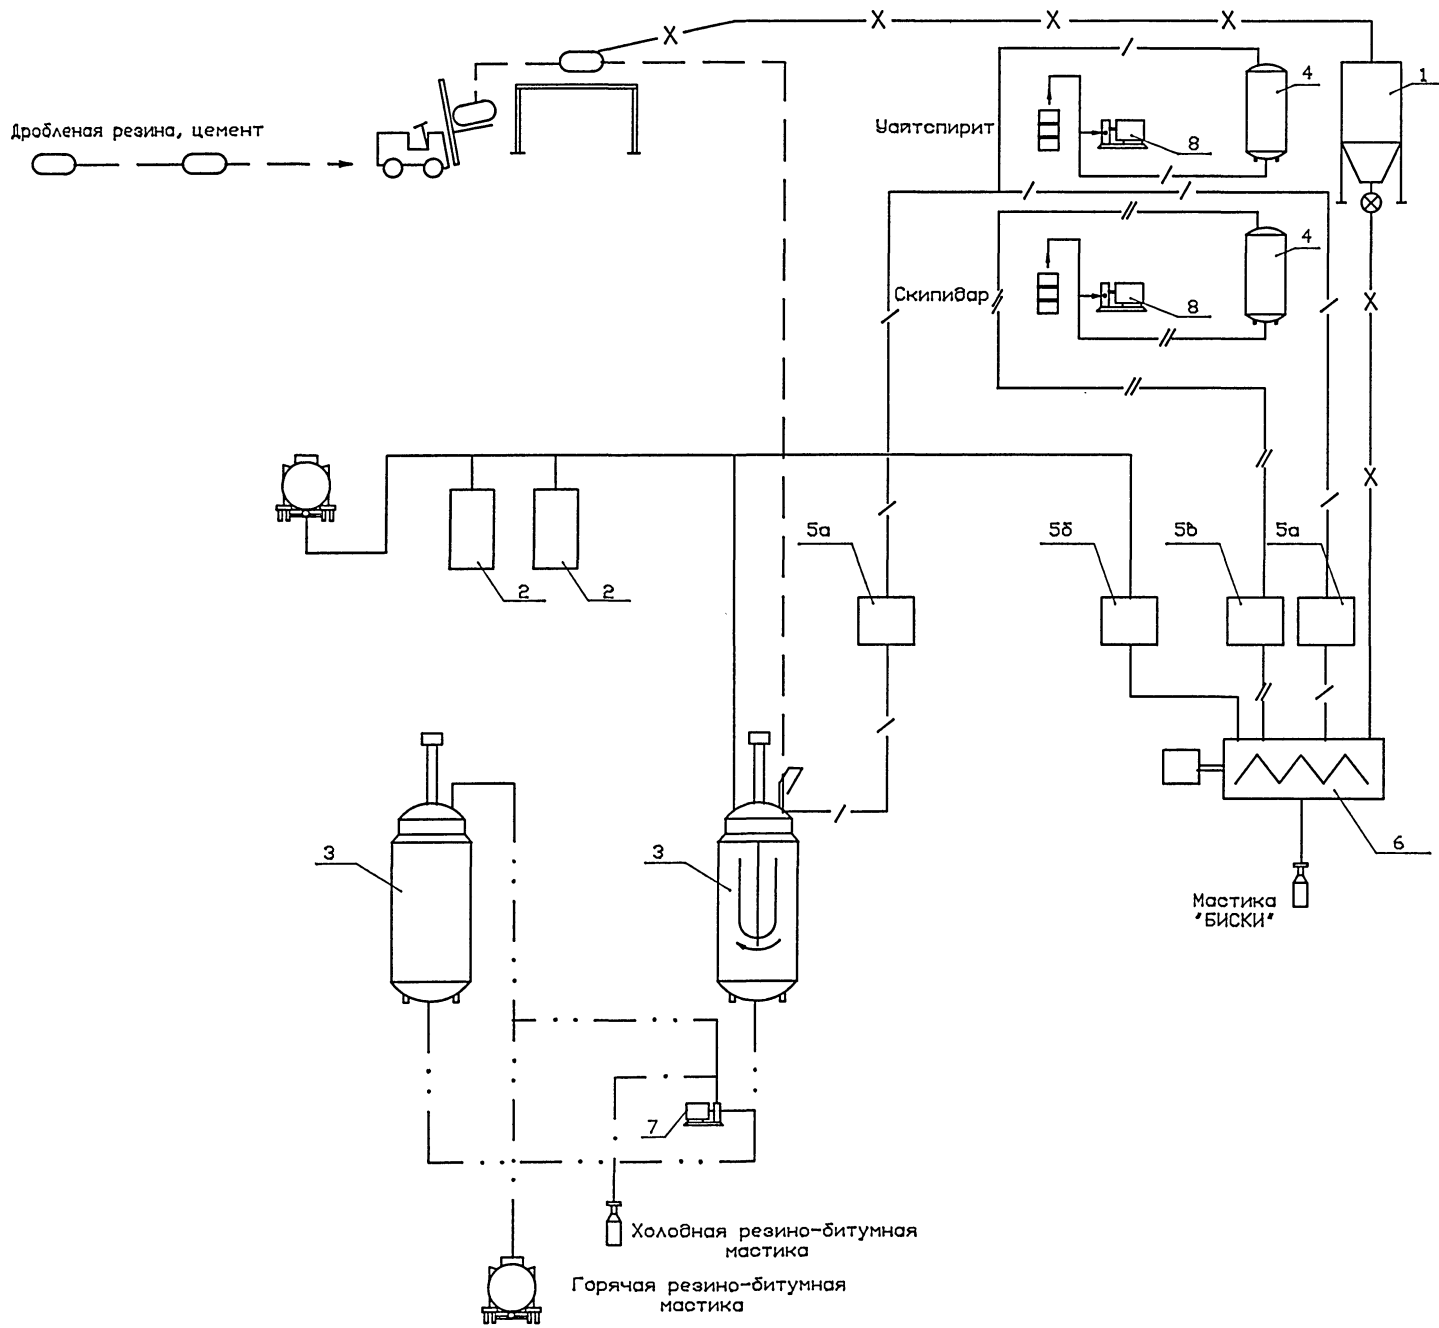 Дробленая резина, цемент
4
1
Уайтспирит
8
4
Скипидар
8
5а
5б
5в
5а
2
2
3
3
6
Мастика
"БИСКИ"
7
Холодная резино-битумная
мастика
Горячая резино-битумная
мастика